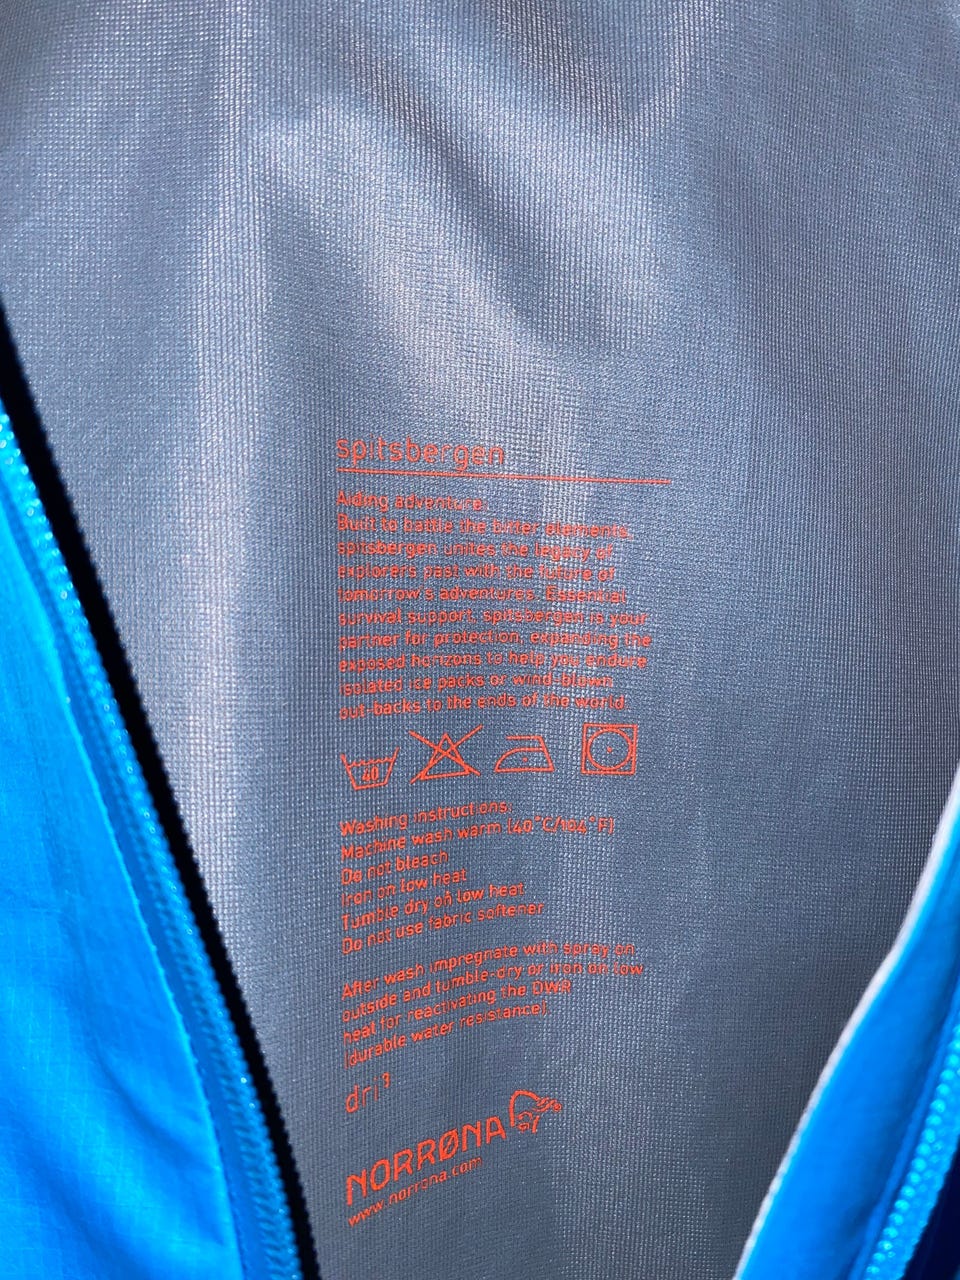 spitsbergen
Aiding adventure:
Built to battle the bitter elements,
spitsbergen unites the legacy of
explorers past with the future of
tomorrow's adventures. Essential
survival support, spitsbergen is your
partner for protection, expanding the
exposed horizons to help you endure
isolated ice packs or wind-blown
out-backs to the ends of the world.
40
Washing instructions:
Machine wash warm (40°C/104°F)
Do not bleach
Iron on low heat
Tumble dry on low heat
Do not use fabric softener
After wash impregnate with spray on
outside and tumble-dry or iron on low
heat for reactivating the DWR
(durable water resistance)
dri³
NORRØNA
www.norrona.com